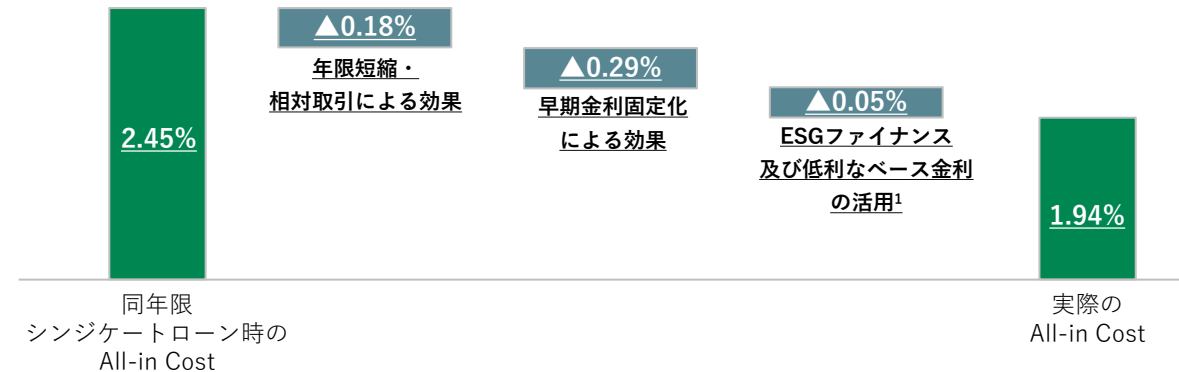 2.45%
同年限
シンジケートローン時の
All-in Cost
▲0.18%
年限短縮・
相対取引による効果
▲0.29%
早期金利固定化
による効果
▲0.05%
ESGファイナンス
及び低利なベース金利
の活用¹
1.94%
実際の
All-in Cost